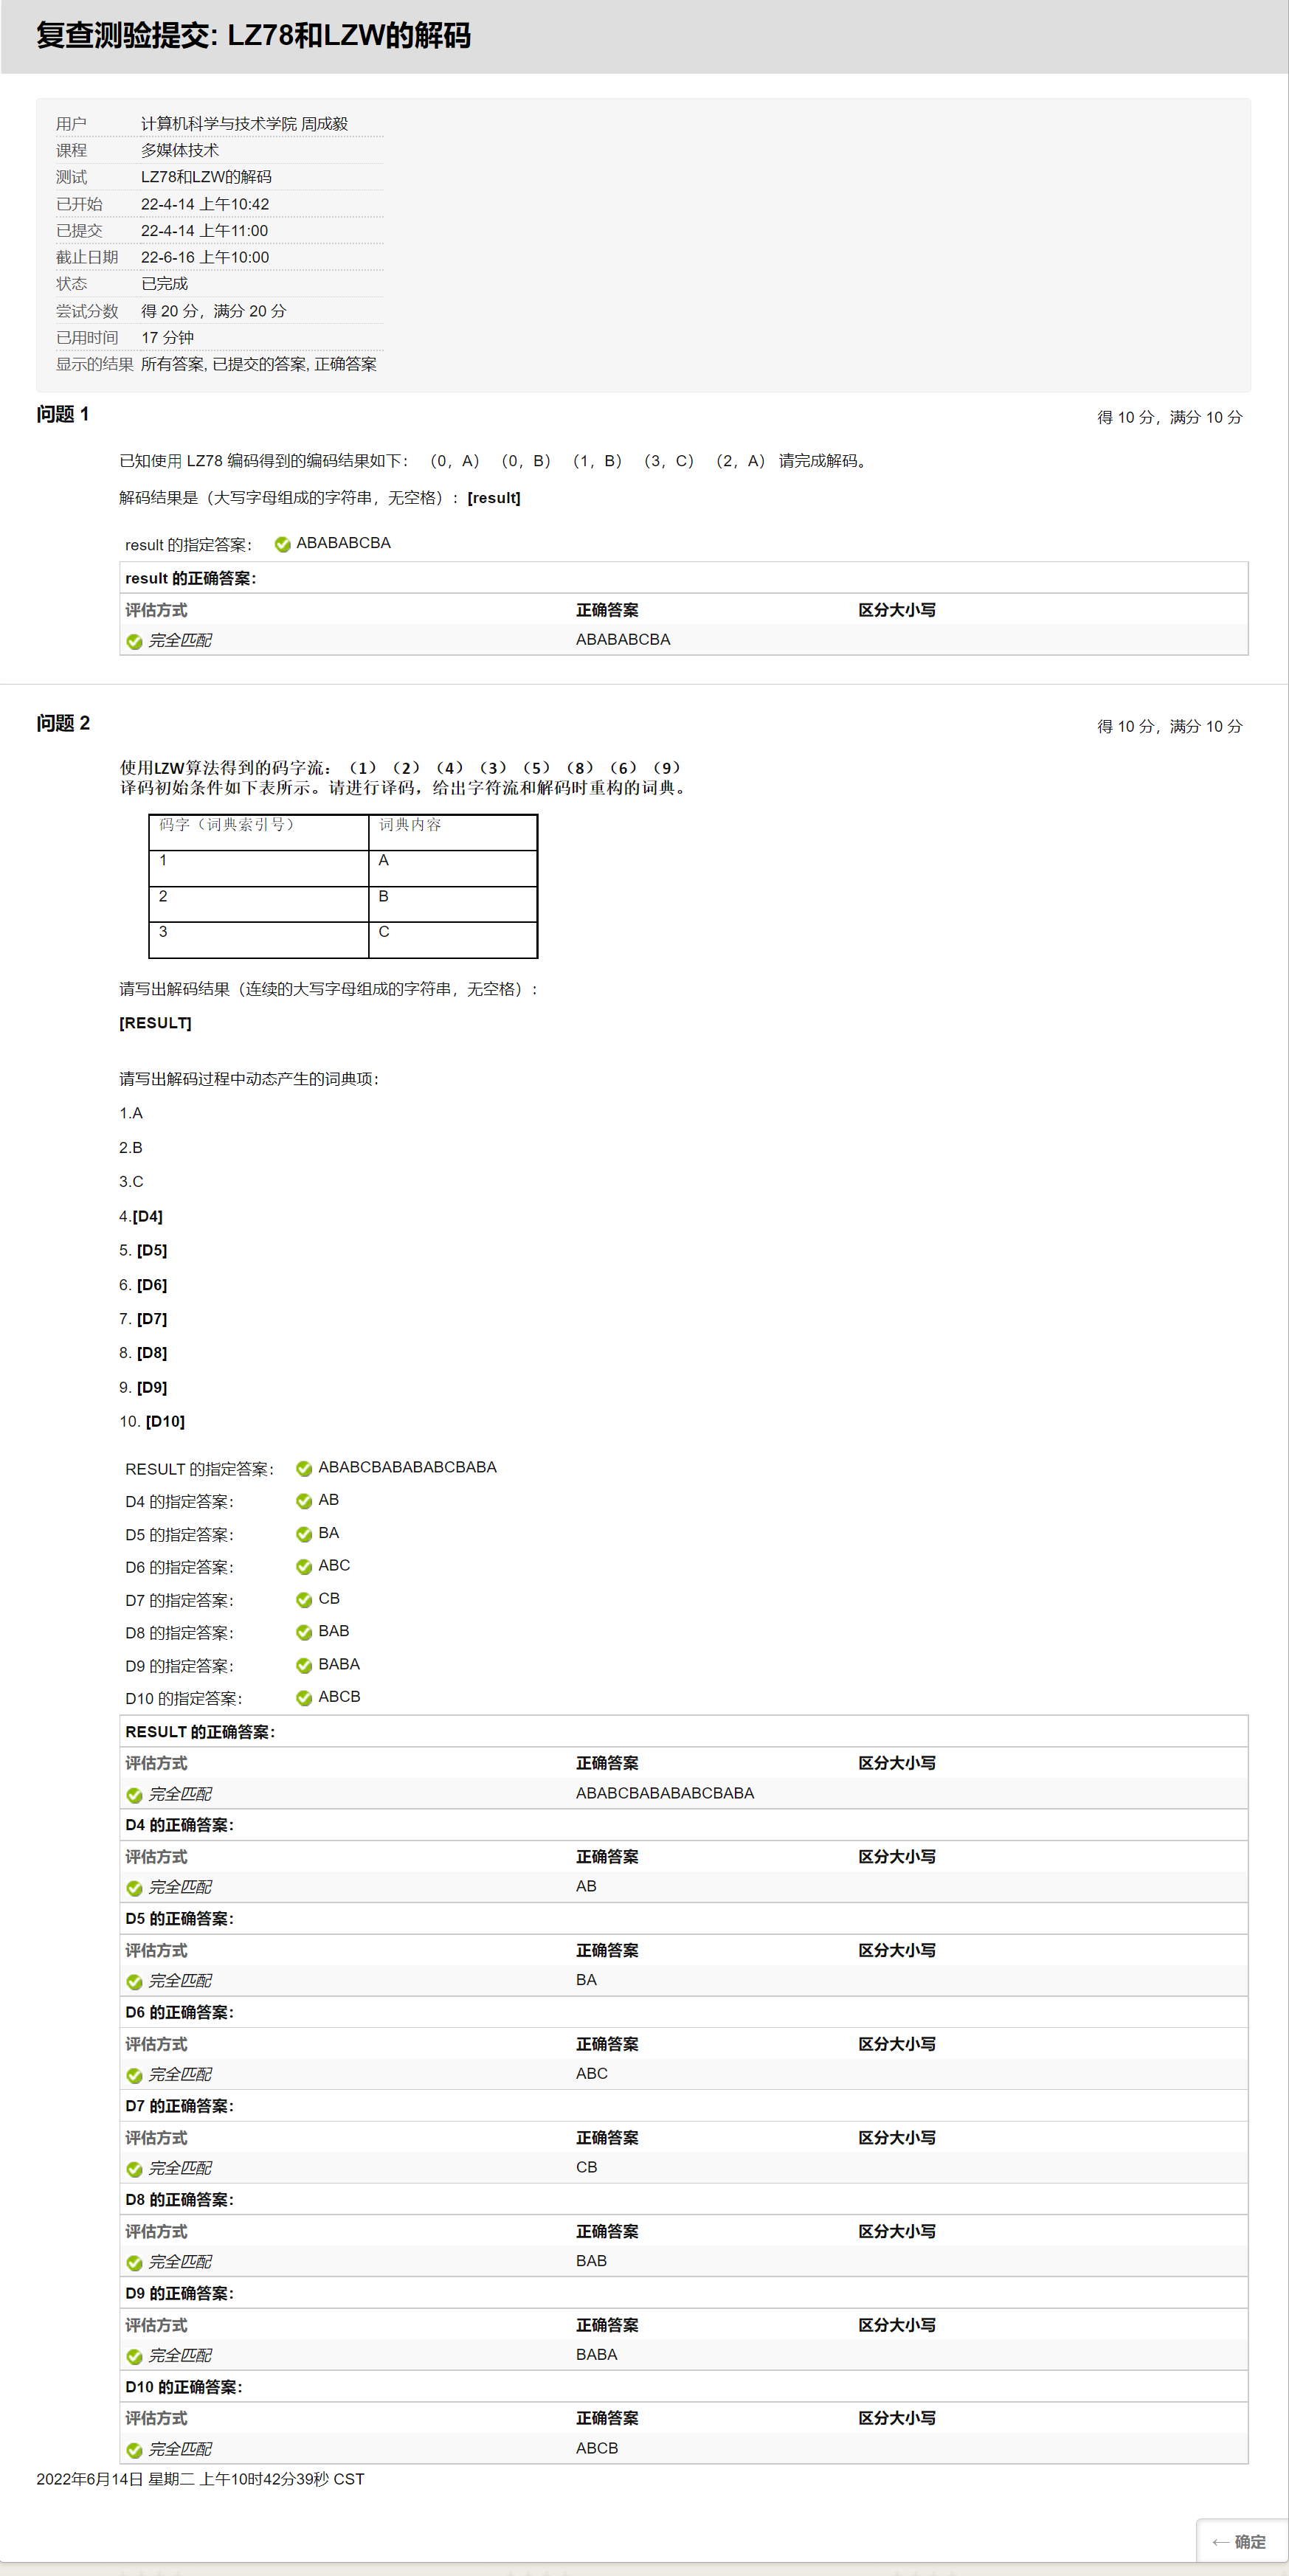 复查测验提交: LZ78和LZW的解码
用户 计算机科学与技术学院 周成毅
课程 多媒体技术
测试 LZ78和LZW的解码
已开始 22-4-14 上午10:42
已提交 22-4-14 上午11:00
截止日期 22-6-16 上午10:00
状态 已完成
尝试分数 得 20 分，满分 20 分
已用时间 17 分钟
显示的结果 所有答案, 已提交的答案, 正确答案
问题 1 得 10 分，满分 10 分
已知使用 LZ78 编码得到的编码结果如下： （0，A） （0，B） （1，B） （3，C） （2，A） 请完成解码。
解码结果是（大写字母组成的字符串，无空格）: [result]
result 的指定答案： ABABABCBA
result 的正确答案：
评估方式 正确答案 区分大小写
完全匹配 ABABABCBA
问题 2 得 10 分，满分 10 分
使用LZW算法得到的码字流：（1）（2）（4）（3）（5）（8）（6）（9）
译码初始条件如下表所示。请进行译码，给出字符流和解码时重构的词典。
码字（词典索引号） 词典内容
1 A
2 B
3 C
请写出解码结果（连续的大写字母组成的字符串，无空格）:
[RESULT]
请写出解码过程中动态产生的词典项：
1.A
2.B
3.C
4.[D4]
5. [D5]
6. [D6]
7. [D7]
8. [D8]
9. [D9]
10. [D10]
RESULT 的指定答案： ABABCBABABABCBABA
D4 的指定答案： AB
D5 的指定答案： BA
D6 的指定答案： ABC
D7 的指定答案： CB
D8 的指定答案： BAB
D9 的指定答案： BABA
D10 的指定答案： ABCB
RESULT 的正确答案：
评估方式 正确答案 区分大小写
完全匹配 ABABCBABABABCBABA
D4 的正确答案：
评估方式 正确答案 区分大小写
完全匹配 AB
D5 的正确答案：
评估方式 正确答案 区分大小写
完全匹配 BA
D6 的正确答案：
评估方式 正确答案 区分大小写
完全匹配 ABC
D7 的正确答案：
评估方式 正确答案 区分大小写
完全匹配 CB
D8 的正确答案：
评估方式 正确答案 区分大小写
完全匹配 BAB
D9 的正确答案：
评估方式 正确答案 区分大小写
完全匹配 BABA
D10 的正确答案：
评估方式 正确答案 区分大小写
完全匹配 ABCB
2022年6月14日 星期二 上午10时42分39秒 CST
← 确定